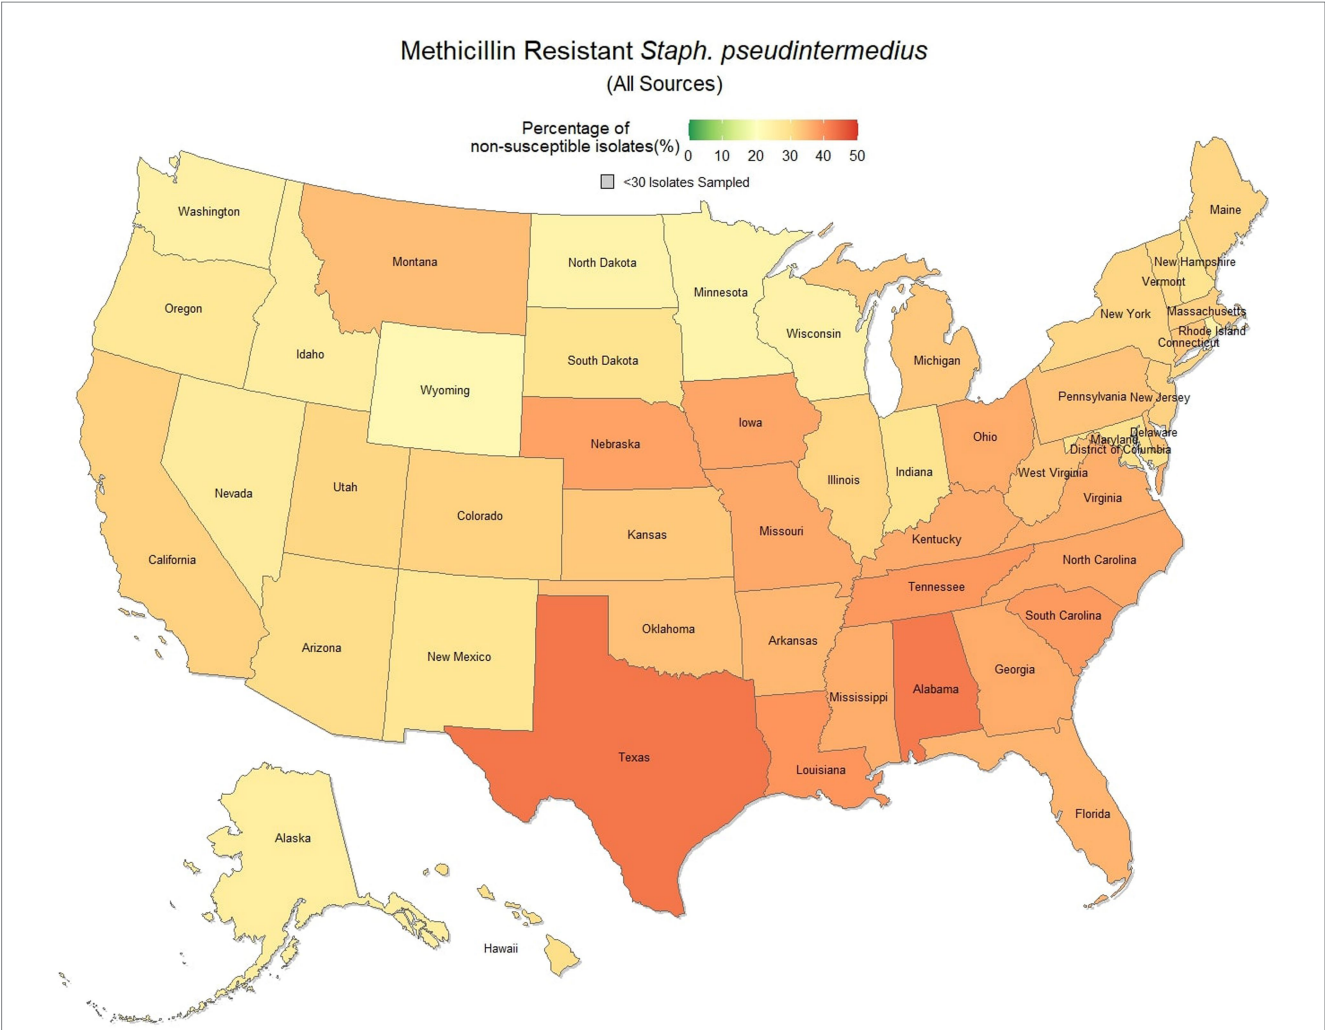 Methicillin Resistant Staph. pseudintermedius
(All Sources)
Percentage of
non-susceptible isolates(%)
0 10 20 30 40 50
<30 Isolates Sampled
Washington
Maine
Montana
North Dakota
New Hampshire
Vermont
Minnesota
Oregon
New York
Massachusetts
Rhode Island
Connecticut
Wisconsin
Idaho
South Dakota
Michigan
Wyoming
Pennsylvania
New Jersey
Iowa
Nebraska
Ohio
Delaware
Maryland
District of Columbia
Nevada
Utah
Illinois
Indiana
West Virginia
Virginia
Colorado
Kansas
Missouri
Kentucky
California
North Carolina
Tennessee
South Carolina
Oklahoma
Arkansas
Arizona
New Mexico
Georgia
Mississippi
Alabama
Texas
Louisiana
Florida
Alaska
Hawaii